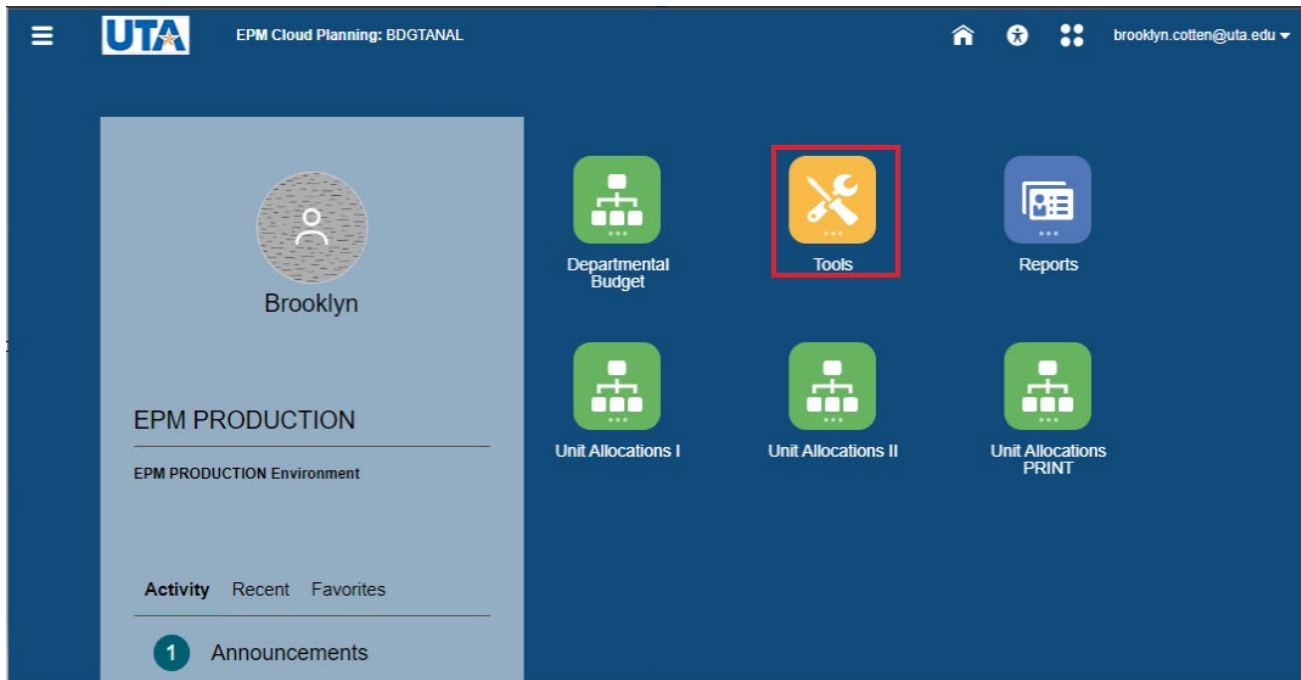 UTA
EPM Cloud Planning: BDGTANAL
brooklyn.cotten@uta.edu
Brooklyn
EPM PRODUCTION
EPM PRODUCTION Environment
Activity Recent Favorites
1 Announcements
Departmental
Budget
Tools
Reports
Unit Allocations I
Unit Allocations II
Unit Allocations
PRINT